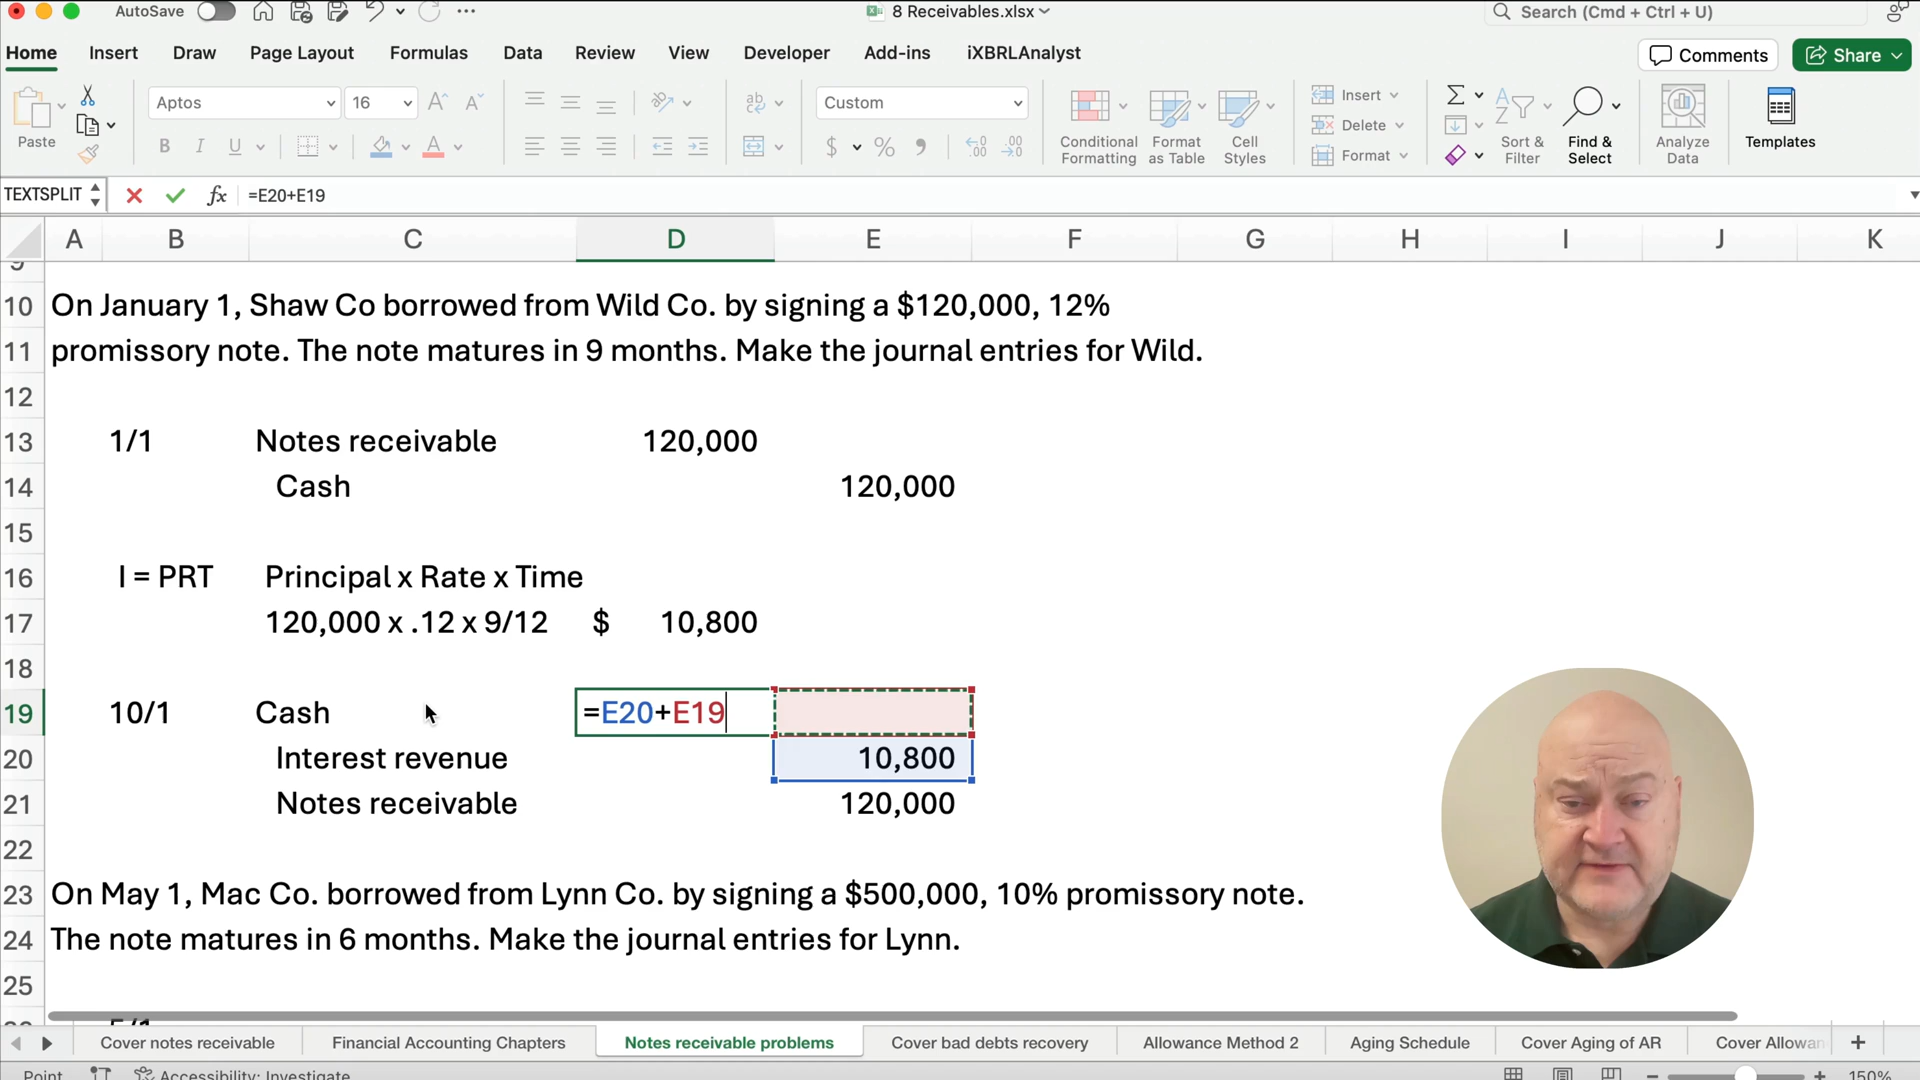 AutoSave
8 Receivables.xlsx
Search (Cmd + Ctrl + U)
Home Insert Draw Page Layout Formulas Data Review View Developer Add-ins iXBRLAnalyst
Comments Share
Paste
Aptos 16
Custom
Conditional Formatting
Format as Table
Cell Styles
Insert
Delete
Format
Sort & Filter
Find & Select
Analyze Data
Templates
TEXTSPLIT fx =E20+E19
A B C D E F G H I J K
10 On January 1, Shaw Co borrowed from Wild Co. by signing a $120,000, 12%
11 promissory note. The note matures in 9 months. Make the journal entries for Wild.
12
13 1/1 Notes receivable 120,000
14 Cash 120,000
15
16 I = PRT Principal x Rate x Time
17 120,000 x .12 x 9/12 $ 10,800
18
19 10/1 Cash =E20+E19
20 Interest revenue 10,800
21 Notes receivable 120,000
22
23 On May 1, Mac Co. borrowed from Lynn Co. by signing a $500,000, 10% promissory note.
24 The note matures in 6 months. Make the journal entries for Lynn.
25
Cover notes receivable Financial Accounting Chapters Notes receivable problems Cover bad debts recovery Allowance Method 2 Aging Schedule Cover Aging of AR Cover Allowan
Point Accessibility: Investigate 150%